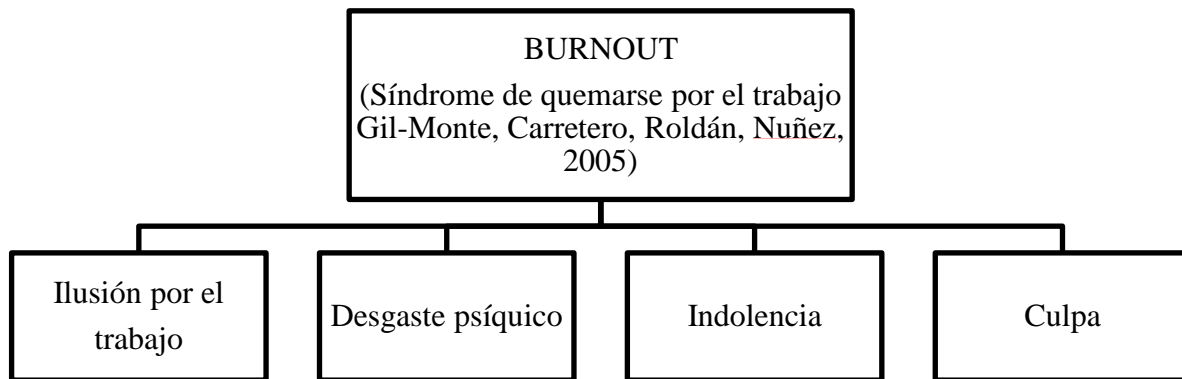 BURNOUT
(Síndrome de quemarse por el trabajo
Gil-Monte, Carretero, Roldán, Nuñez,
2005)
Ilusión por el
trabajo
Desgaste psíquico
Indolencia
Culpa